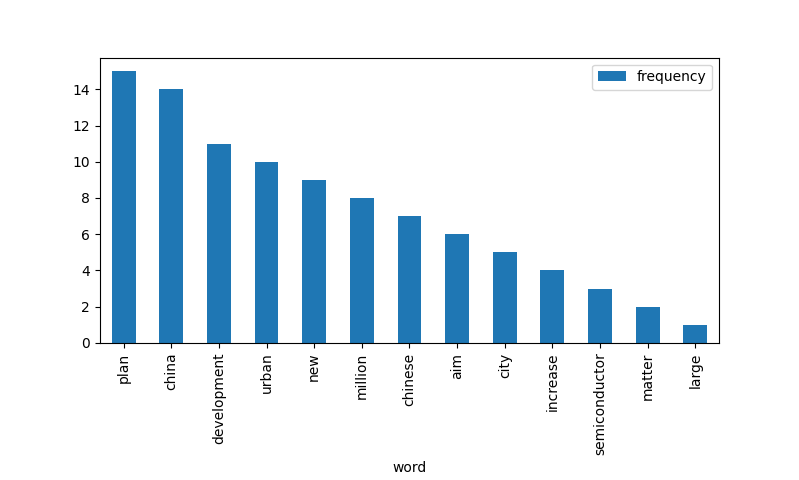 frequency
14
12
10
8
6
4
2
0
plan
china
development
urban
new
million
chinese
aim
city
increase
semiconductor
matter
large
word